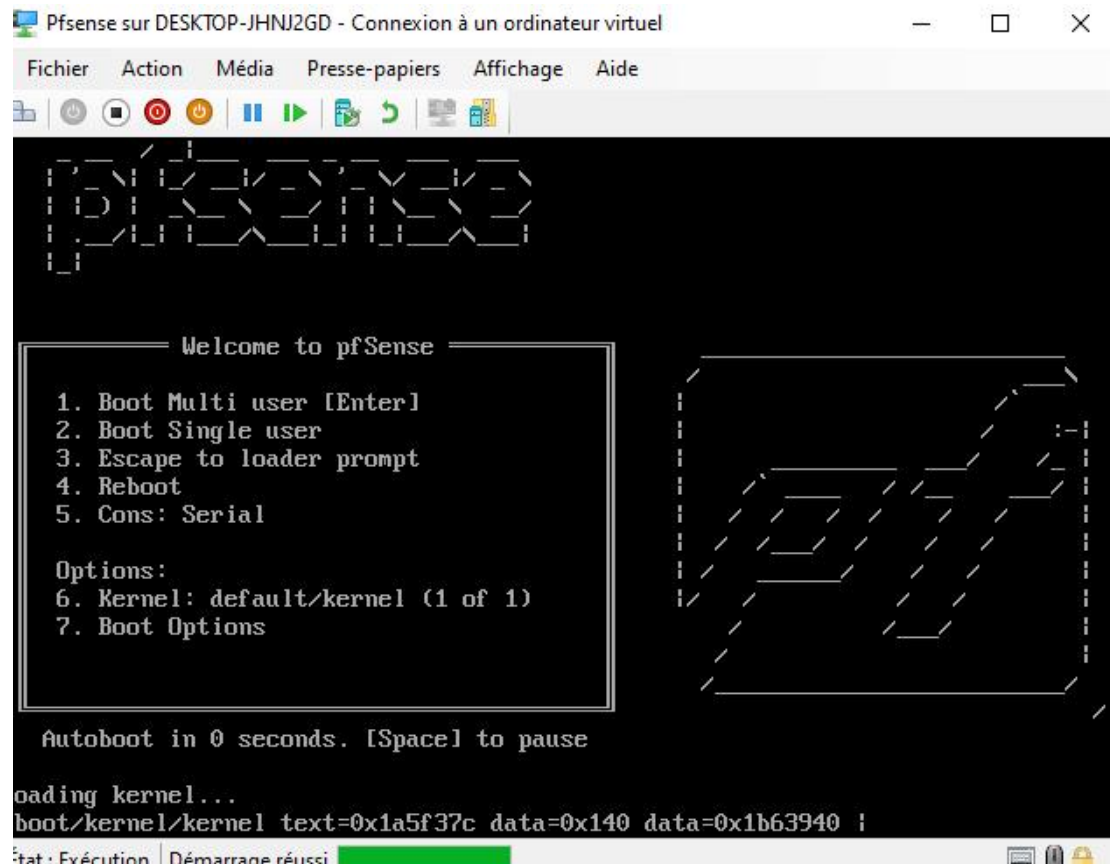 Pfsense sur DESKTOP-JHNJ2GD - Connexion à un ordinateur virtuel
Fichier Action Média Presse-papiers Affichage Aide
pfsense
Welcome to pfSense
1. Boot Multi user [Enter]
2. Boot Single user
3. Escape to loader prompt
4. Reboot
5. Cons: Serial
Options:
6. Kernel: default/kernel (1 of 1)
7. Boot Options
pf
Autoboot in 0 seconds. [Space] to pause
oading kernel...
boot/kernel/kernel text=0x1a5f37c data=0x140 data=0x1b63940 |
État : Exécution Démarrage réussi